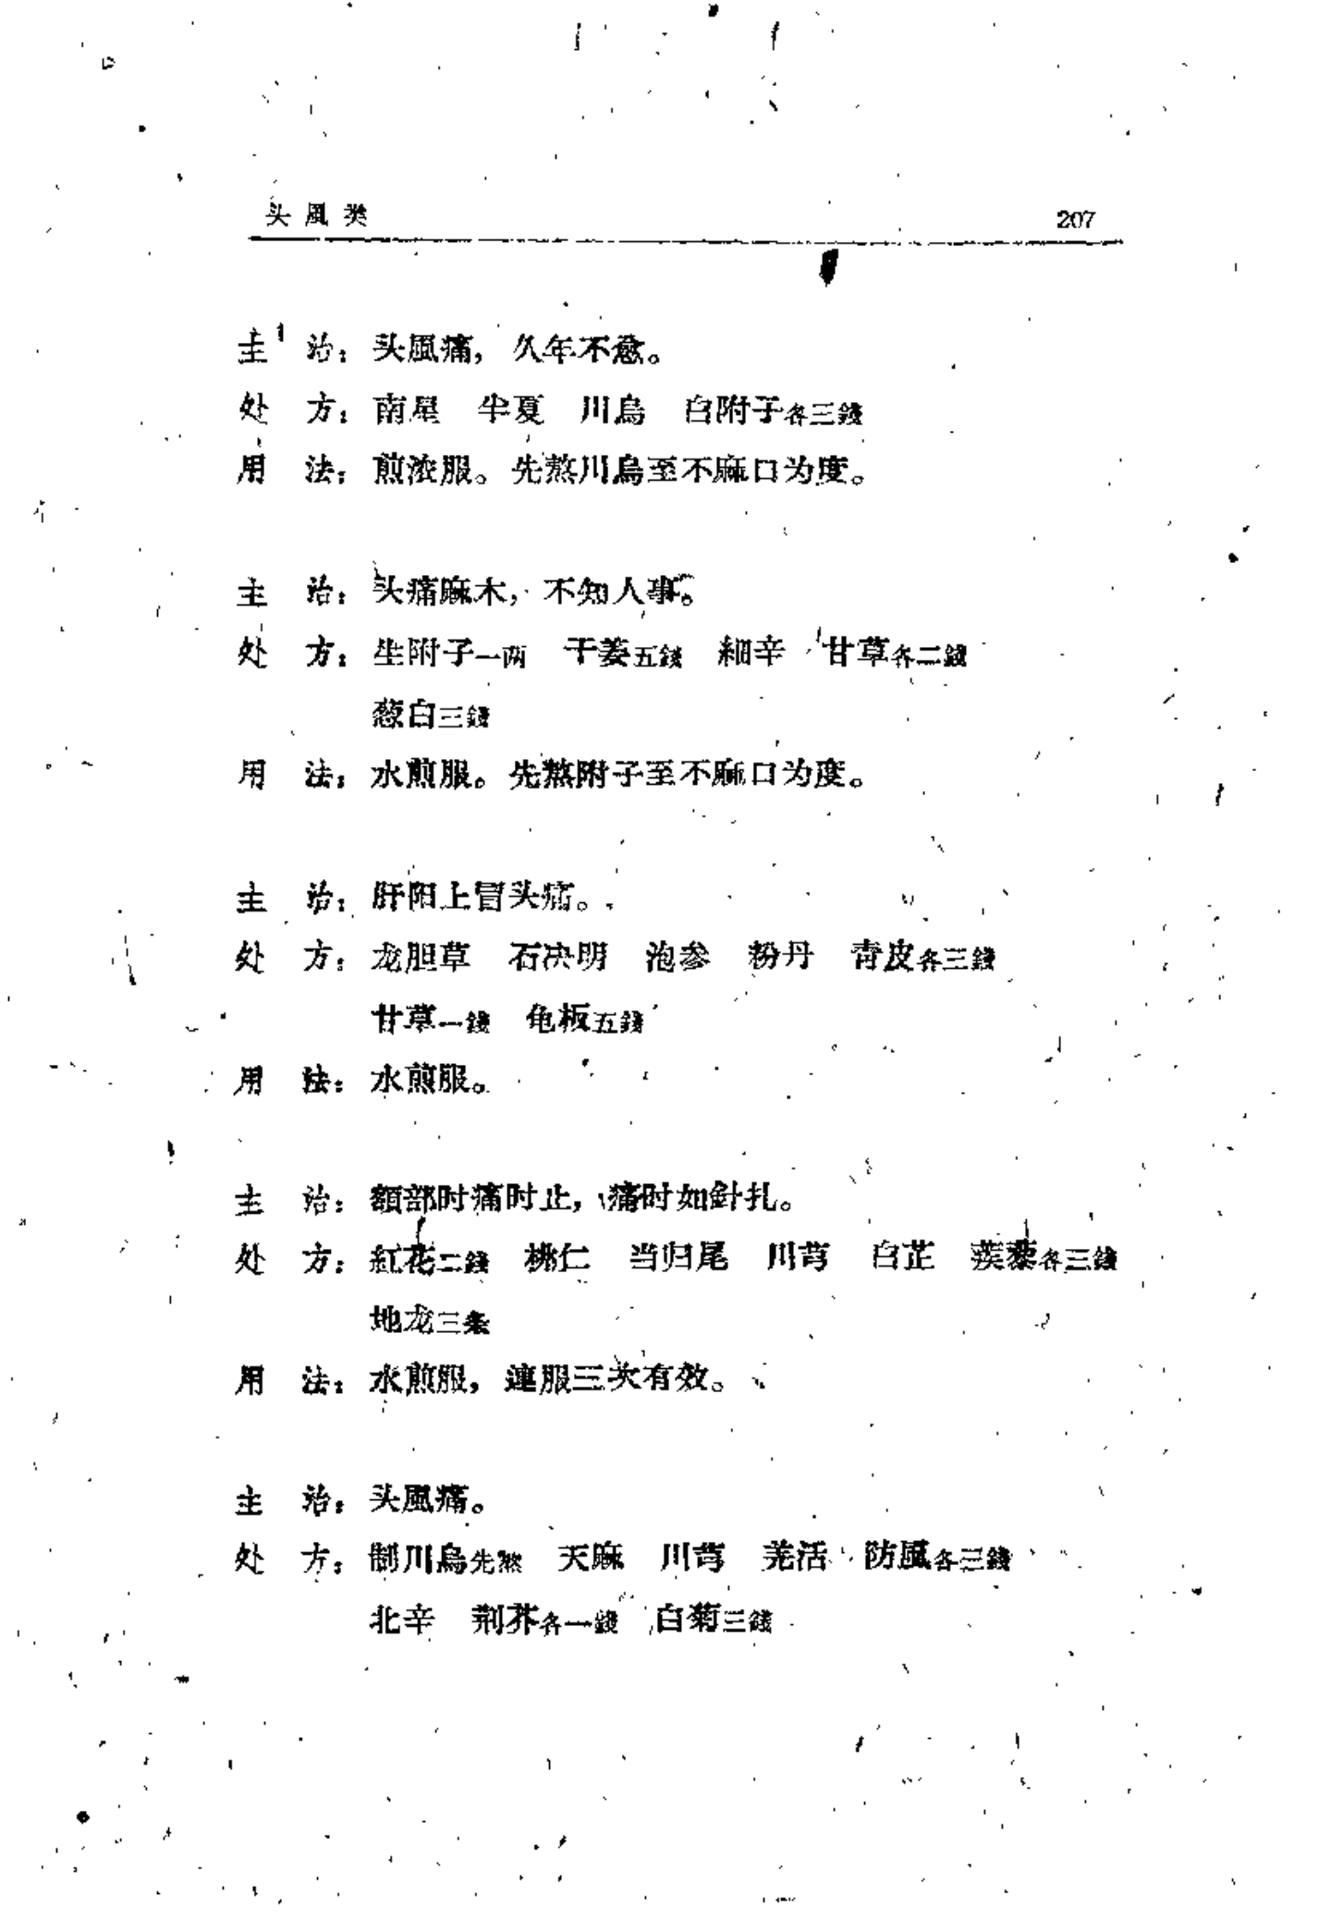 头風类 207
主 治：头風痛，久年不愈。
处 方：南星 半夏 川烏 白附子各三錢
用 法：煎浓服。先熬川烏至不麻口为度。
主 治：头痛麻木，不知人事。
处 方：生附子一两 干姜五錢 細辛 甘草各二錢
葱白三錢
用 法：水煎服。先熬附子至不麻口为度。
主 治：肝阳上冒头痛。
处 方：龙胆草 石决明 泡参 粉丹 青皮各三錢
甘草一錢 龟板五錢
用 法：水煎服。
主 治：額部时痛时止，痛时如針扎。
处 方：紅花二錢 桃仁 当归尾 川芎 白芷 蒺藜各三錢
地龙三条
用 法：水煎服，連服三次有效。
主 治：头風痛。
处 方：制川烏先熬 天麻 川芎 羌活 防風各三錢
北辛 荆芥各一錢 白菊三錢